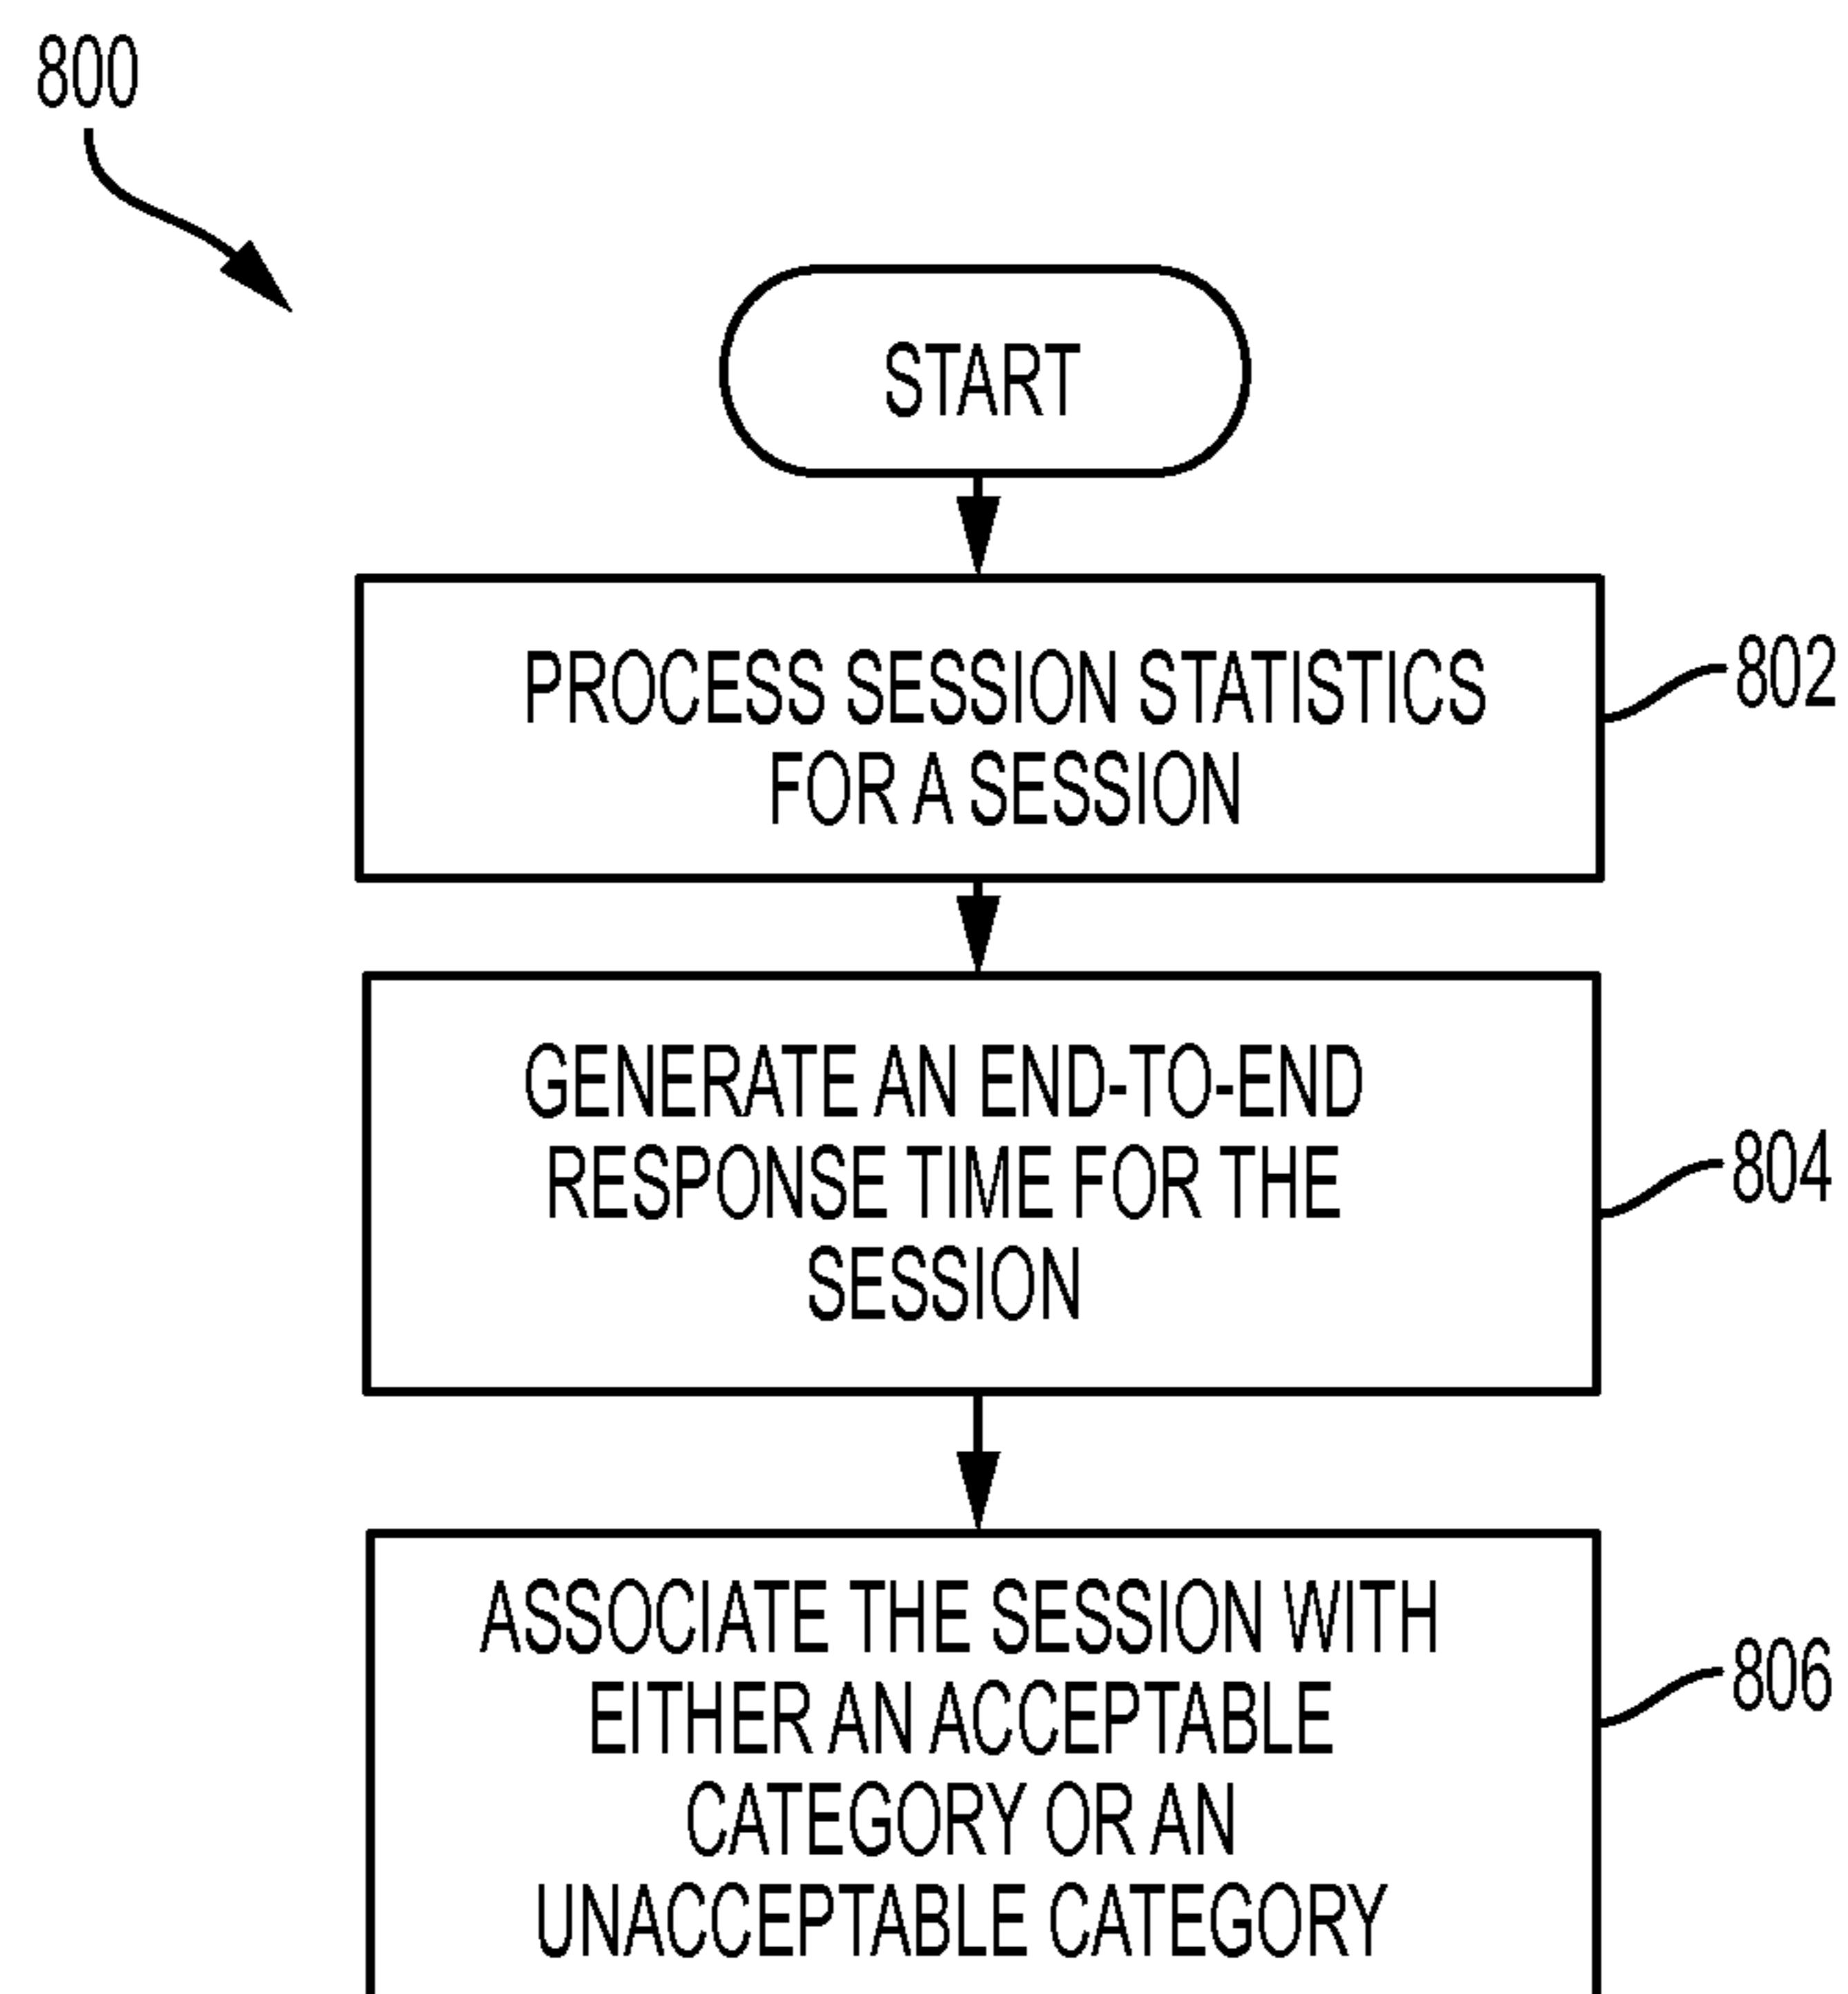 800
START
PROCESS SESSION STATISTICS
FOR A SESSION
802
GENERATE AN END-TO-END
RESPONSE TIME FOR THE
SESSION
804
ASSOCIATE THE SESSION WITH
EITHER AN ACCEPTABLE
CATEGORY OR AN
UNACCEPTABLE CATEGORY
806